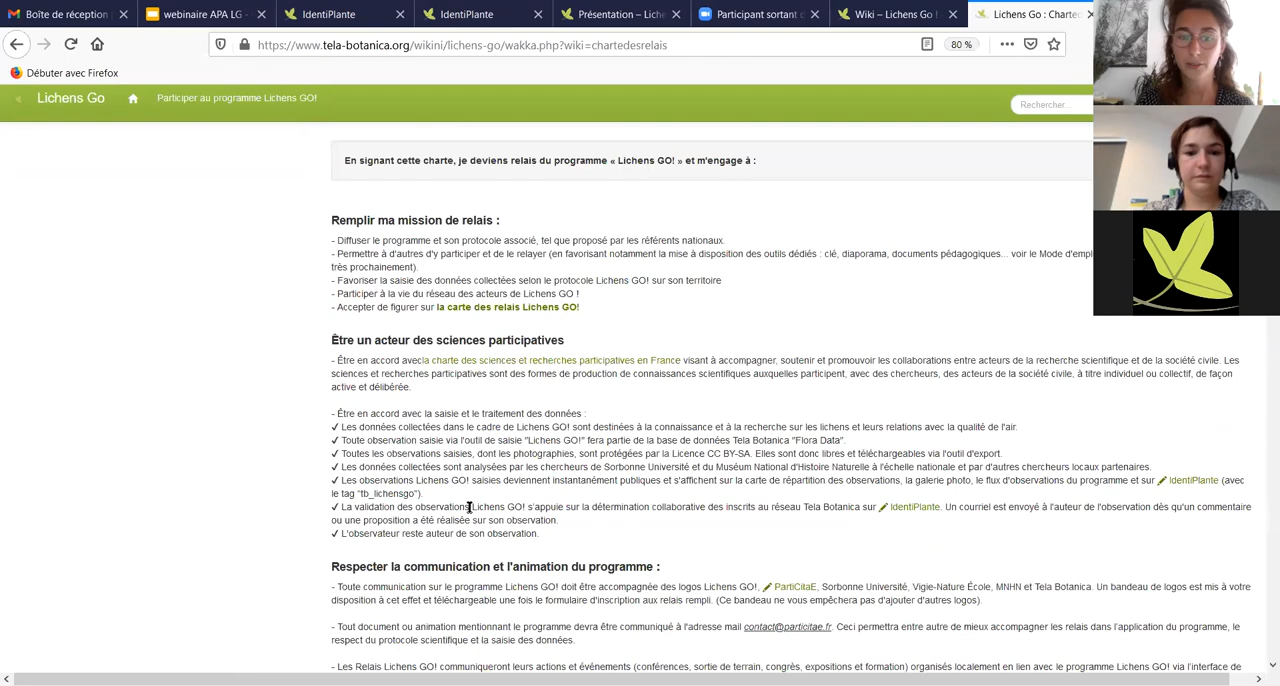 Boîte de réception
webinaire APA LG -
IdentiPlante
IdentiPlante
Présentation – Liche
Participant sortant d
Wiki – Lichens Go !
Lichens Go : Charte
https://www.tela-botanica.org/wikini/lichens-go/wakka.php?wiki=chartedesrelais
80 %
Débuter avec Firefox
Lichens Go
Participer au programme Lichens GO!
Rechercher...
En signant cette charte, je deviens relais du programme « Lichens GO! » et m'engage à :
Remplir ma mission de relais :
- Diffuser le programme et son protocole associé, tel que proposé par les référents nationaux.
- Permettre à d'autres d'y participer et de le relayer (en favorisant notamment la mise à disposition des outils dédiés : clé, diaporama, documents pédagogiques... voir le Mode d'empl
très prochainement).
- Favoriser la saisie des données collectées selon le protocole Lichens GO! sur son territoire
- Participer à la vie du réseau des acteurs de Lichens GO !
- Accepter de figurer sur la carte des relais Lichens GO!
Être un acteur des sciences participatives
- Être en accord avecla charte des sciences et recherches participatives en France visant à accompagner, soutenir et promouvoir les collaborations entre acteurs de la recherche scientifique et de la société civile. Les
sciences et recherches participatives sont des formes de production de connaissances scientifiques auxquelles participent, avec des chercheurs, des acteurs de la société civile, à titre individuel ou collectif, de façon
active et délibérée.
- Être en accord avec la saisie et le traitement des données :
✓ Les données collectées dans le cadre de Lichens GO! sont destinées à la connaissance et à la recherche sur les lichens et leurs relations avec la qualité de l'air.
✓ Toute observation saisie via l'outil de saisie "Lichens GO!" fera partie de la base de données Tela Botanica "Flora Data".
✓ Toutes les observations saisies, dont les photographies, sont protégées par la Licence CC BY-SA. Elles sont donc libres et téléchargeables via l'outil d'export.
✓ Les données collectées sont analysées par les chercheurs de Sorbonne Université et du Muséum National d'Histoire Naturelle à l'échelle nationale et par d'autres chercheurs locaux partenaires.
✓ Les observations Lichens GO! saisies deviennent instantanément publiques et s'affichent sur la carte de répartition des observations, la galerie photo, le flux d'observations du programme et sur IdentiPlante (avec
le tag "tb_lichensgo").
✓ La validation des observations Lichens GO! s'appuie sur la détermination collaborative des inscrits au réseau Tela Botanica sur IdentiPlante. Un courriel est envoyé à l'auteur de l'observation dès qu'un commentaire
ou une proposition a été réalisée sur son observation.
✓ L'observateur reste auteur de son observation.
Respecter la communication et l'animation du programme :
- Toute communication sur le programme Lichens GO! doit être accompagnée des logos Lichens GO!, PartiCitaE, Sorbonne Université, Vigie-Nature École, MNHN et Tela Botanica. Un bandeau de logos est mis à votre
disposition à cet effet et téléchargeable une fois le formulaire d'inscription aux relais rempli. (Ce bandeau ne vous empêchera pas d'ajouter d'autres logos).
- Tout document ou animation mentionnant le programme devra être communiqué à l'adresse mail contact@particitae.fr. Ceci permettra entre autre de mieux accompagner les relais dans l'application du programme, le
respect du protocole scientifique et la saisie des données.
- Les Relais Lichens GO! communiqueront leurs actions et événements (conférences, sortie de terrain, congrès, expositions et formation) organisés localement en lien avec le programme Lichens GO! via l'interface de